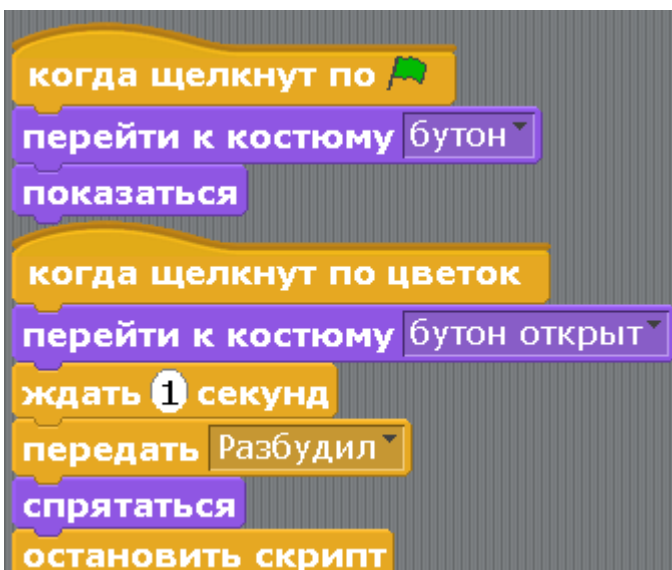 когда щелкнут по
перейти к костюму бутон
показаться
когда щелкнут по цветок
перейти к костюму бутон открыт
ждать 1 секунд
передать Разбудил
спрятаться
остановить скрипт